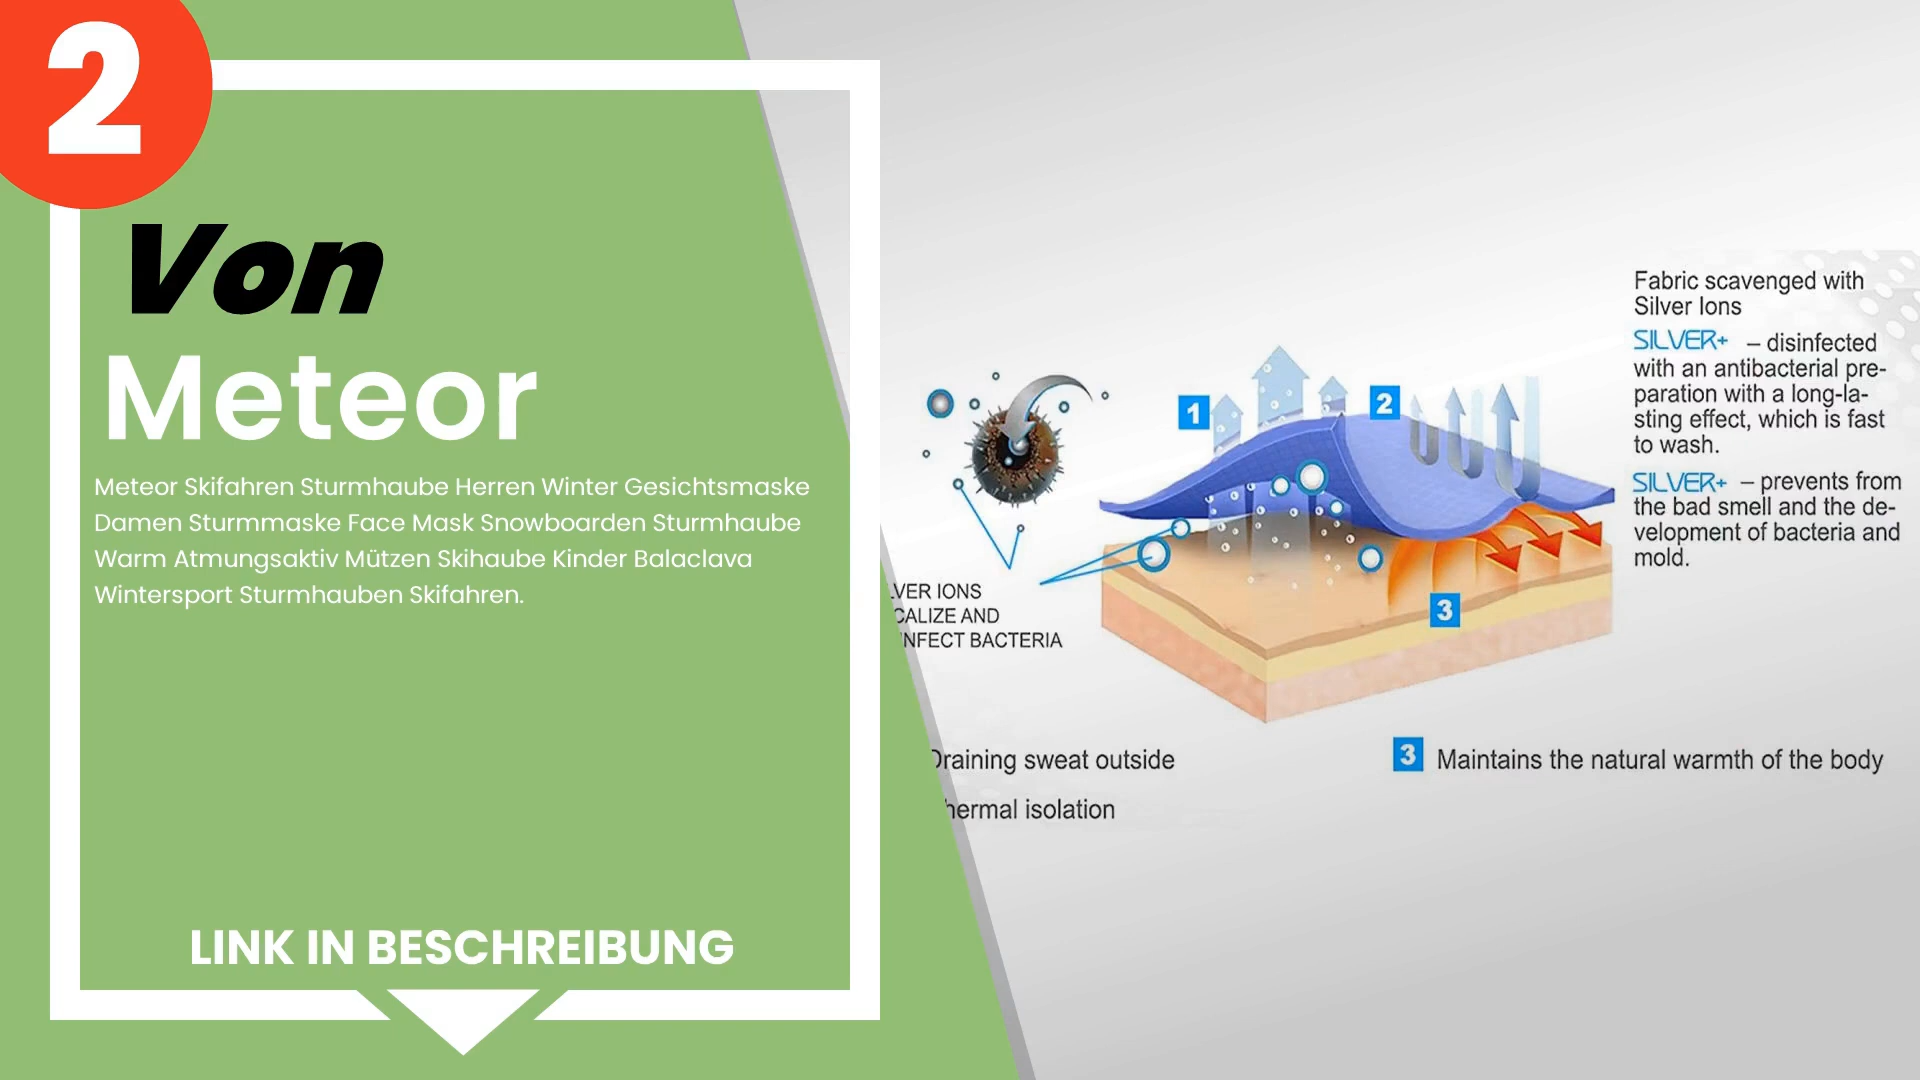 2
Von
Meteor
Meteor Skifahren Sturmhaube Herren Winter Gesichtsmaske
Damen Sturmmaske Face Mask Snowboarden Sturmhaube
Warm Atmungsaktiv Mützen Skihaube Kinder Balaclava
Wintersport Sturmhauben Skifahren.
LINK IN BESCHREIBUNG
1
2
3
VER IONS
CALIZE AND
NFECT BACTERIA
Fabric scavenged with
Silver Ions
SILVER+ – disinfected
with an antibacterial pre-
paration with a long-la-
sting effect, which is fast
to wash.
SILVER+ – prevents from
the bad smell and the de-
velopment of bacteria and
mold.
Draining sweat outside
hermal isolation
3 Maintains the natural warmth of the body